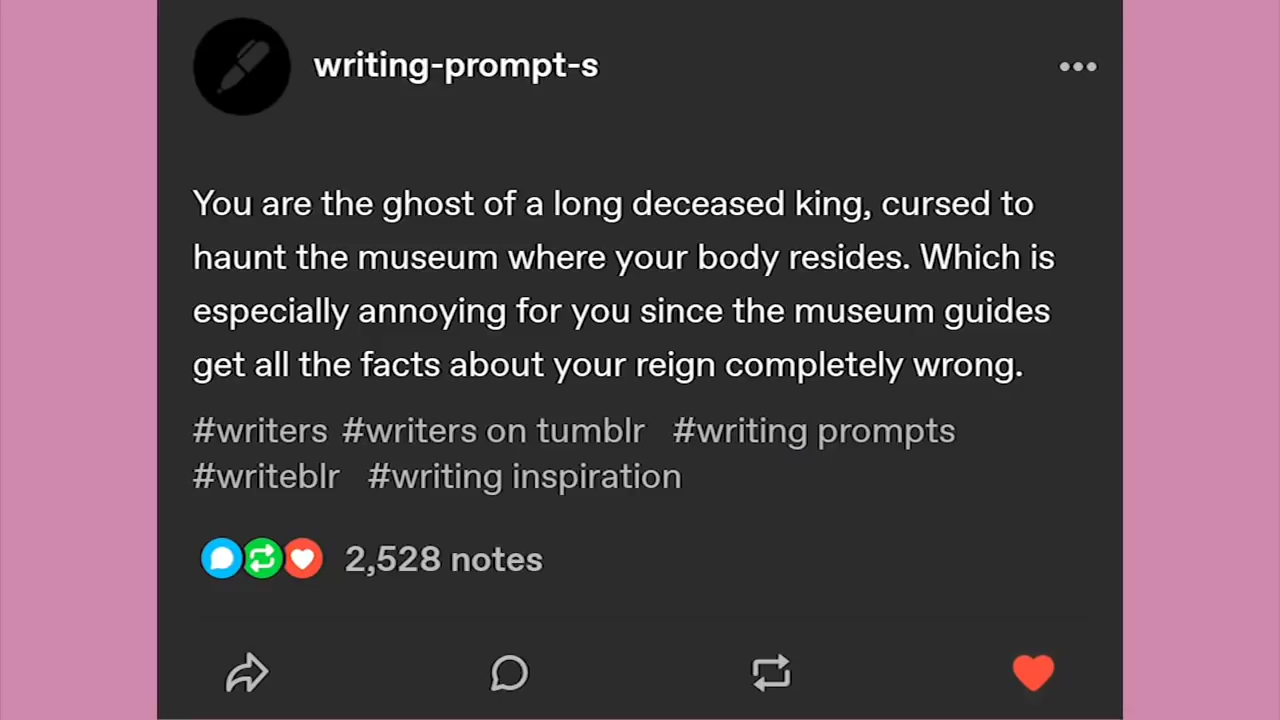 writing-prompt-s
You are the ghost of a long deceased king, cursed to
haunt the museum where your body resides. Which is
especially annoying for you since the museum guides
get all the facts about your reign completely wrong.
#writers #writers on tumblr #writing prompts
#writeblr #writing inspiration
2,528 notes